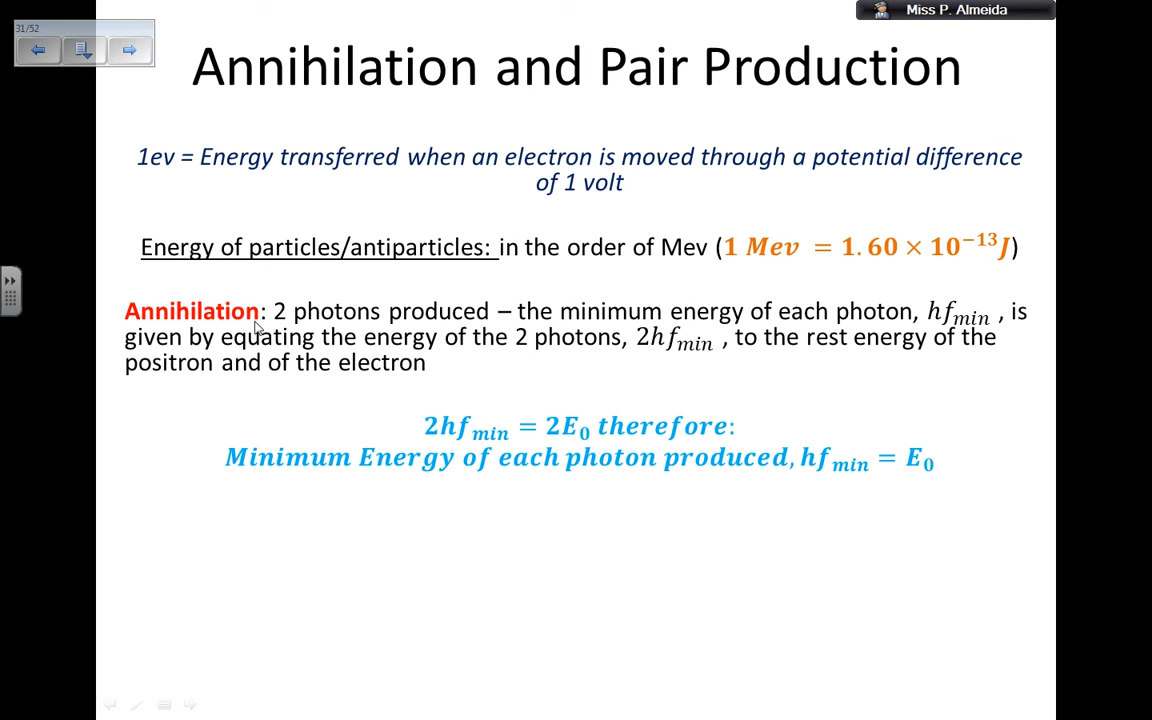 31/52
Miss P. Almeida
Annihilation and Pair Production
1ev = Energy transferred when an electron is moved through a potential difference
of 1 volt
Energy of particles/antiparticles: in the order of Mev (1 Mev = 1.60 × 10⁻¹³J)
Annihilation: 2 photons produced – the minimum energy of each photon, hf_min , is
given by equating the energy of the 2 photons, 2hf_min , to the rest energy of the
positron and of the electron
2hf_min = 2E₀ therefore:
Minimum Energy of each photon produced, hf_min = E₀